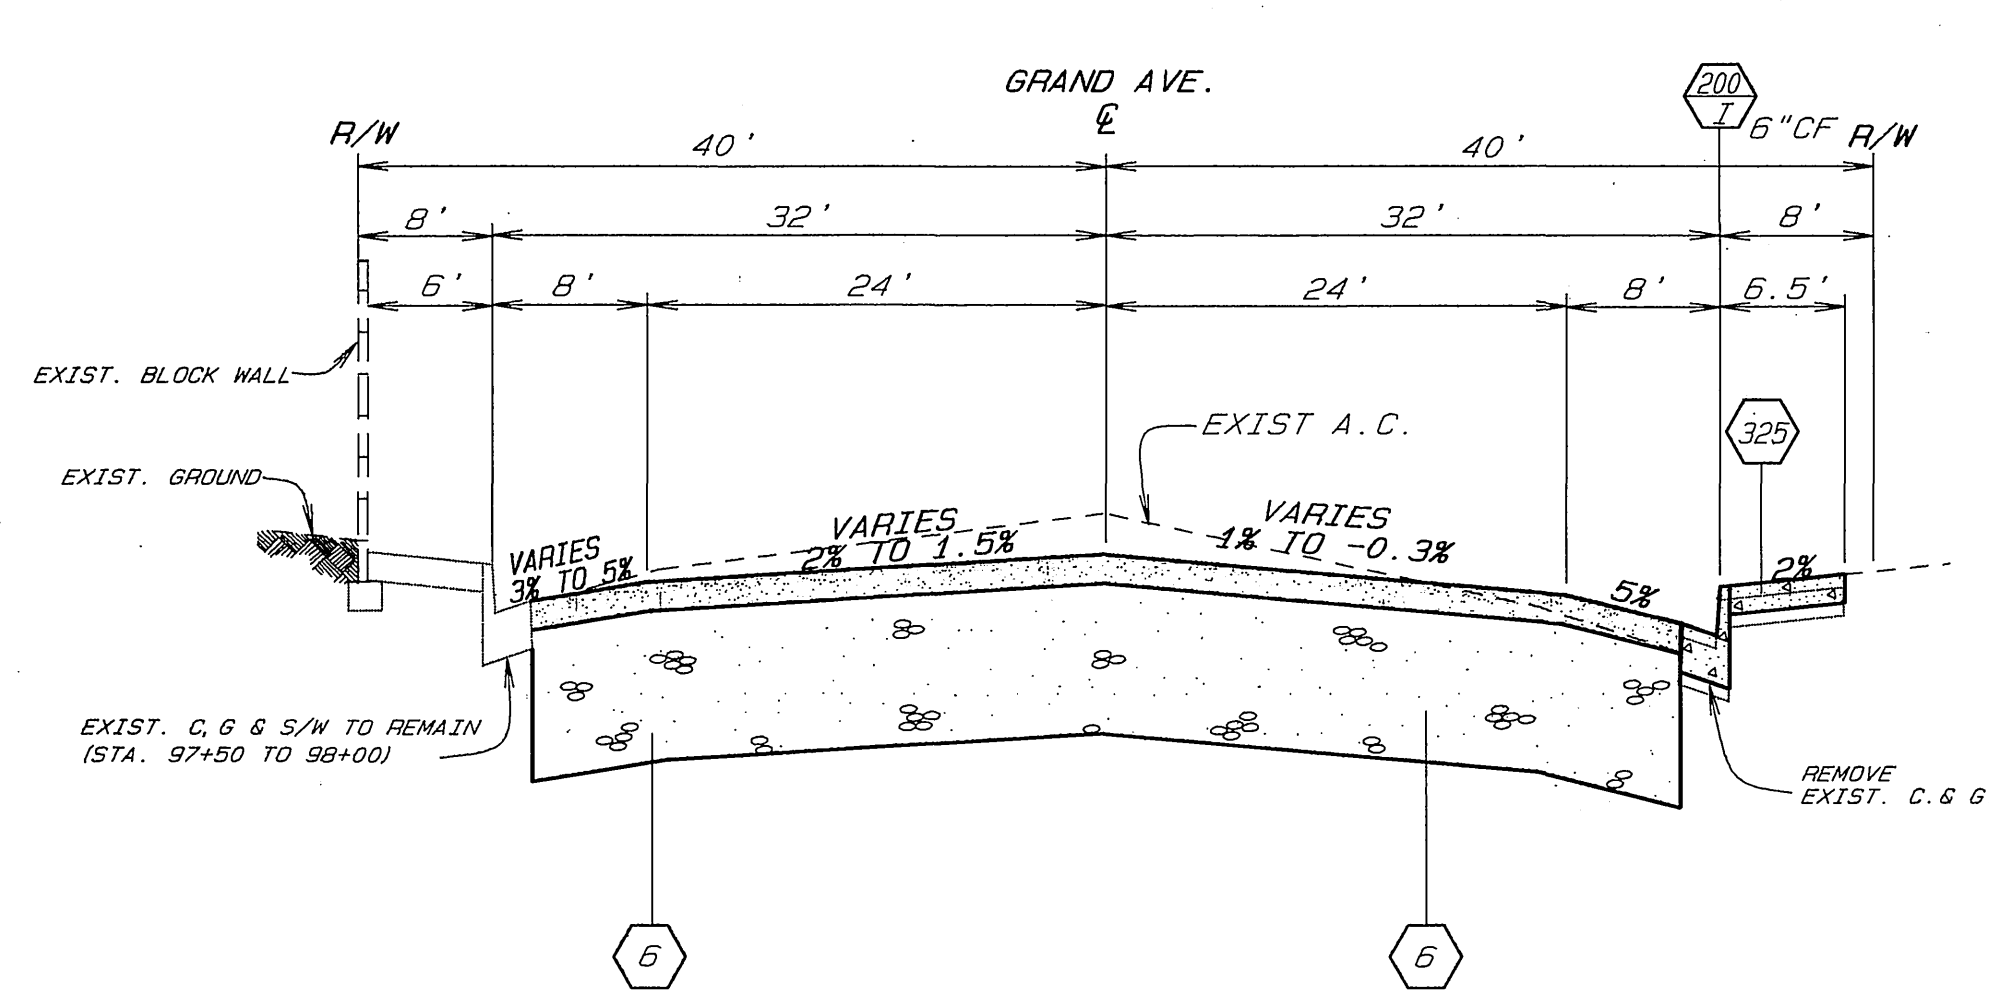 GRAND AVE.
℄
200
I
6"CF
R/W
R/W
40'
40'
8'
32'
32'
8'
6'
8'
24'
24'
8'
6.5'
EXIST. BLOCK WALL
EXIST A.C.
325
EXIST. GROUND
VARIES
3% TO 5%
VARIES
2% TO 1.5%
VARIES
1% TO -0.3%
5%
2%
EXIST. C, G & S/W TO REMAIN
(STA. 97+50 TO 98+00)
REMOVE
EXIST. C.& G
6
6